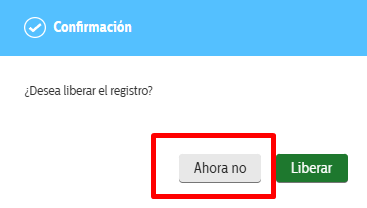 Confirmación
¿Desea liberar el registro?
Ahora no
Liberar